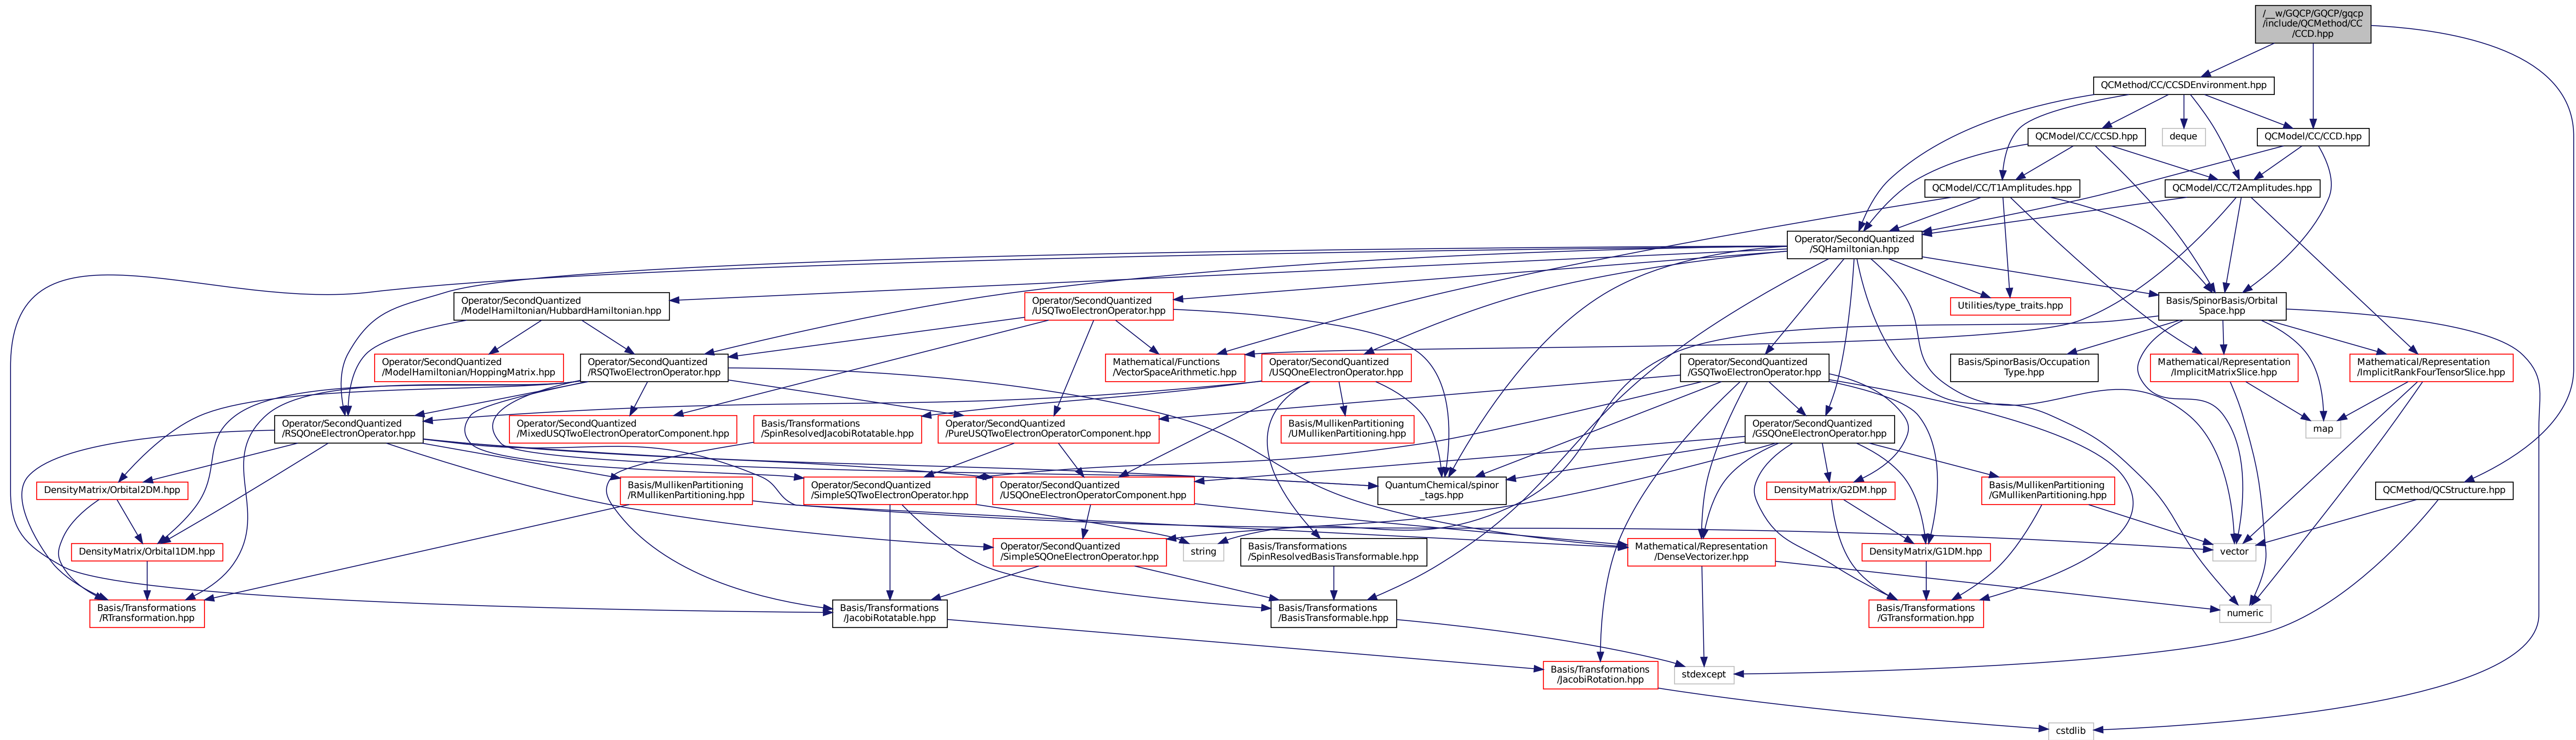 /__w/GQCP/GQCP/gqcp
/include/QCMethod/CC
/CCD.hpp
QCMethod/CC/CCSDEnvironment.hpp
QCModel/CC/CCSD.hpp
deque
QCModel/CC/CCD.hpp
QCModel/CC/T1Amplitudes.hpp
QCModel/CC/T2Amplitudes.hpp
Operator/SecondQuantized
/SQHamiltonian.hpp
Operator/SecondQuantized
/ModelHamiltonian/HubbardHamiltonian.hpp
Operator/SecondQuantized
/USQTwoElectronOperator.hpp
Utilities/type_traits.hpp
Basis/SpinorBasis/Orbital
Space.hpp
Operator/SecondQuantized
/ModelHamiltonian/HoppingMatrix.hpp
Operator/SecondQuantized
/RSQTwoElectronOperator.hpp
Mathematical/Functions
/VectorSpaceArithmetic.hpp
Operator/SecondQuantized
/USQOneElectronOperator.hpp
Operator/SecondQuantized
/GSQTwoElectronOperator.hpp
Basis/SpinorBasis/Occupation
Type.hpp
Mathematical/Representation
/ImplicitMatrixSlice.hpp
Mathematical/Representation
/ImplicitRankFourTensorSlice.hpp
Operator/SecondQuantized
/RSQOneElectronOperator.hpp
Operator/SecondQuantized
/MixedUSQTwoElectronOperatorComponent.hpp
Basis/Transformations
/SpinResolvedJacobiRotatable.hpp
Operator/SecondQuantized
/PureUSQTwoElectronOperatorComponent.hpp
Basis/MullikenPartitioning
/UMullikenPartitioning.hpp
Operator/SecondQuantized
/GSQOneElectronOperator.hpp
map
DensityMatrix/Orbital2DM.hpp
Basis/MullikenPartitioning
/RMullikenPartitioning.hpp
Operator/SecondQuantized
/SimpleSQTwoElectronOperator.hpp
Operator/SecondQuantized
/USQOneElectronOperatorComponent.hpp
QuantumChemical/spinor
_tags.hpp
DensityMatrix/G2DM.hpp
Basis/MullikenPartitioning
/GMullikenPartitioning.hpp
QCMethod/QCStructure.hpp
DensityMatrix/Orbital1DM.hpp
Operator/SecondQuantized
/SimpleSQOneElectronOperator.hpp
string
Basis/Transformations
/SpinResolvedBasisTransformable.hpp
Mathematical/Representation
/DenseVectorizer.hpp
DensityMatrix/G1DM.hpp
vector
Basis/Transformations
/RTransformation.hpp
Basis/Transformations
/JacobiRotatable.hpp
Basis/Transformations
/BasisTransformable.hpp
Basis/Transformations
/GTransformation.hpp
numeric
Basis/Transformations
/JacobiRotation.hpp
stdexcept
cstdlib